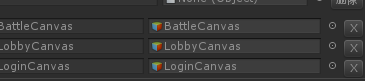 None (Object)
BattleCanvas BattleCanvas X
LobbyCanvas LobbyCanvas X
LoginCanvas LoginCanvas X